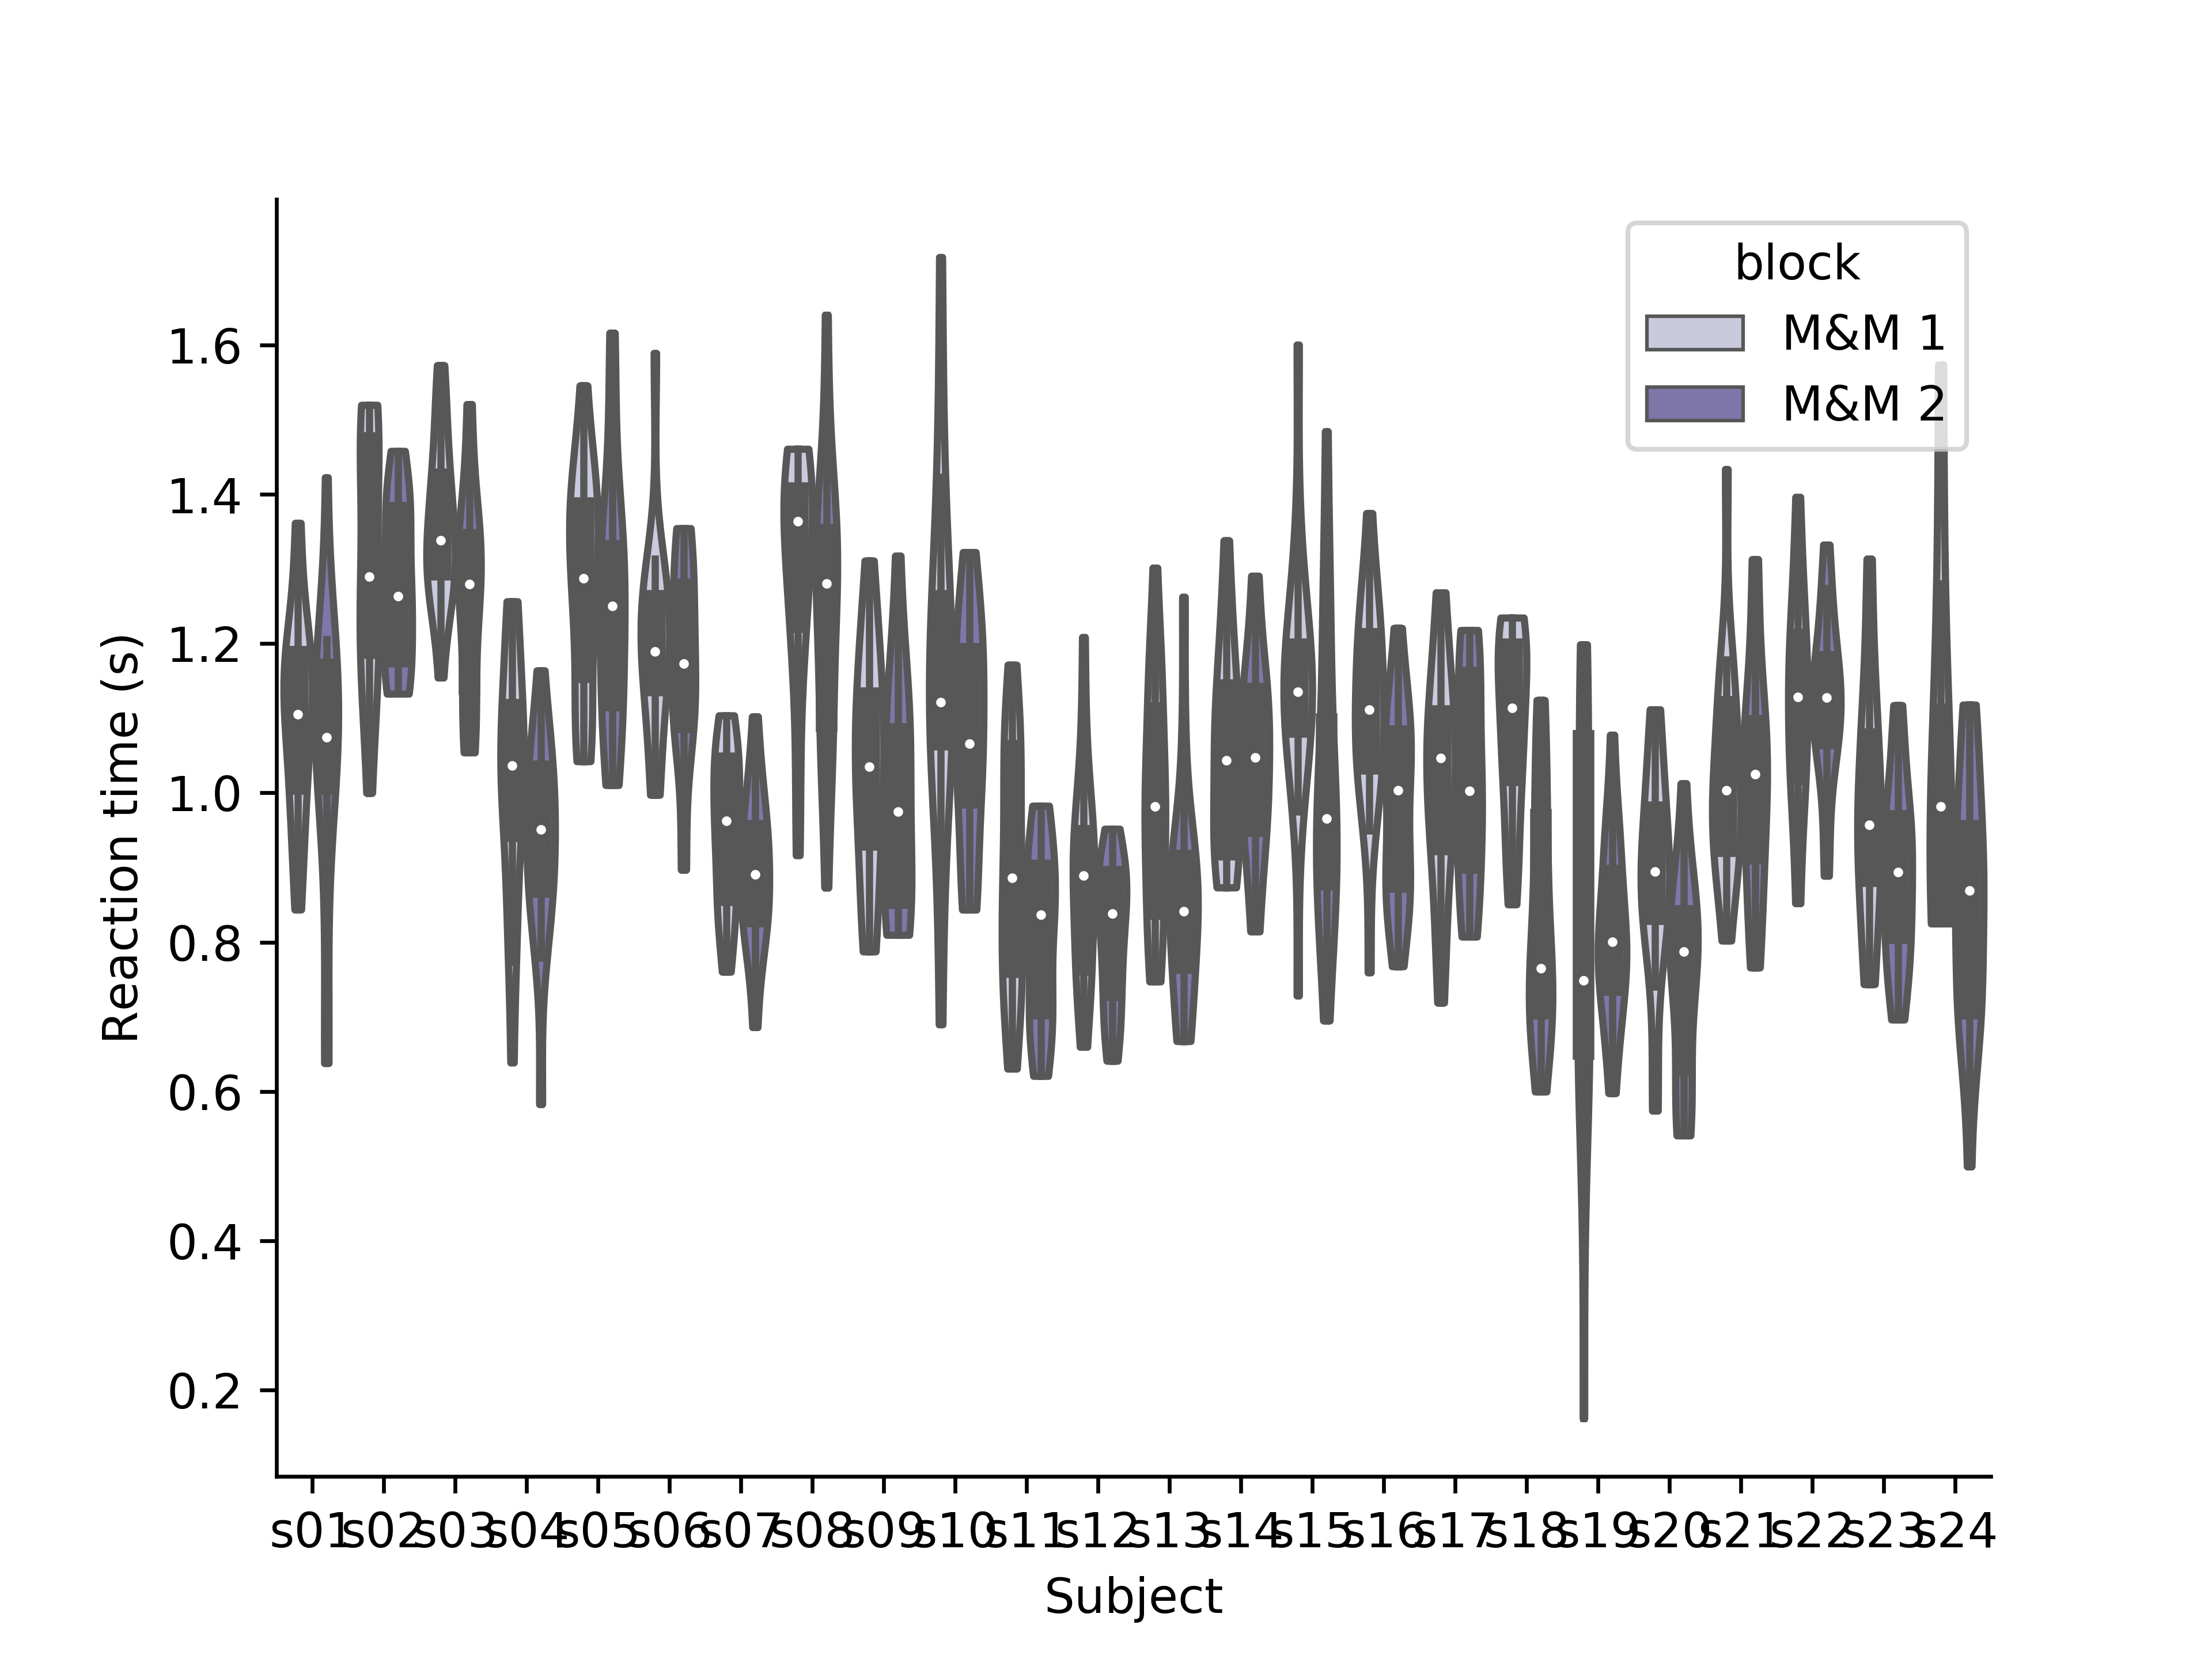 block
M&M 1
M&M 2
1.6
1.4
1.2
1.0
0.8
0.6
0.4
0.2
Reaction time (s)
s01 s02 s03 s04 s05 s06 s07 s08 s09 s10 s11 s12 s13 s14 s15 s16 s17 s18 s19 s20 s21 s22 s23 s24
Subject